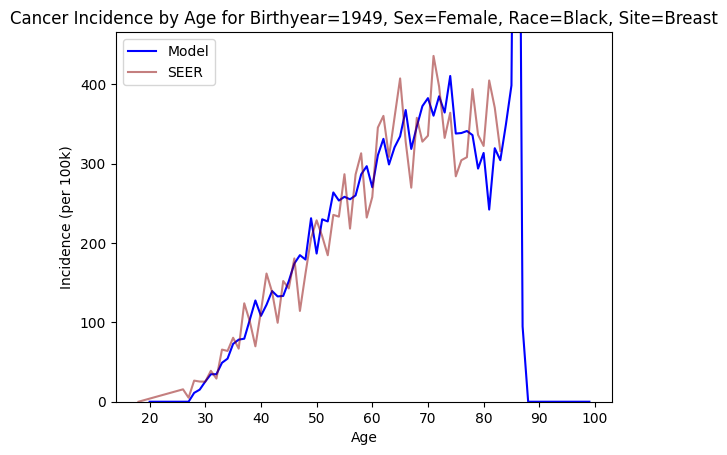 Cancer Incidence by Age for Birthyear=1949, Sex=Female, Race=Black, Site=Breast
Model
SEER
400
300
200
100
0
Incidence (per 100k)
20 30 40 50 60 70 80 90 100
Age